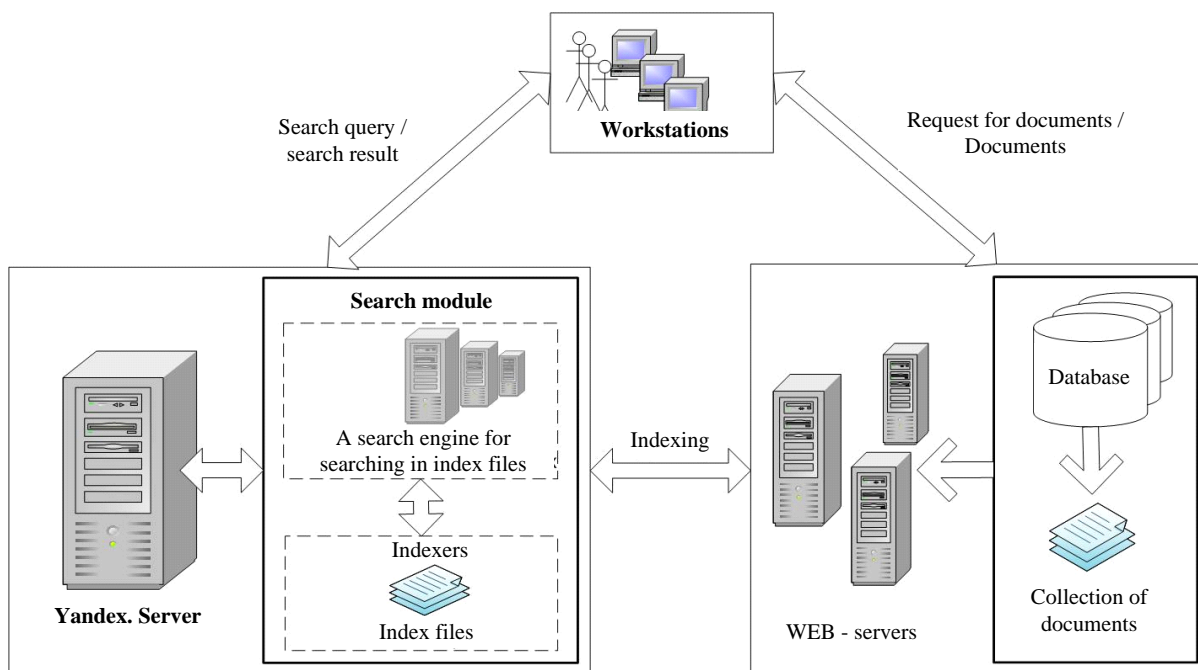 Workstations
Search query /
search result
Request for documents /
Documents
Search module
A search engine for
searching in index files
Indexers
Index files
Yandex. Server
Indexing
WEB - servers
Database
Collection of
documents